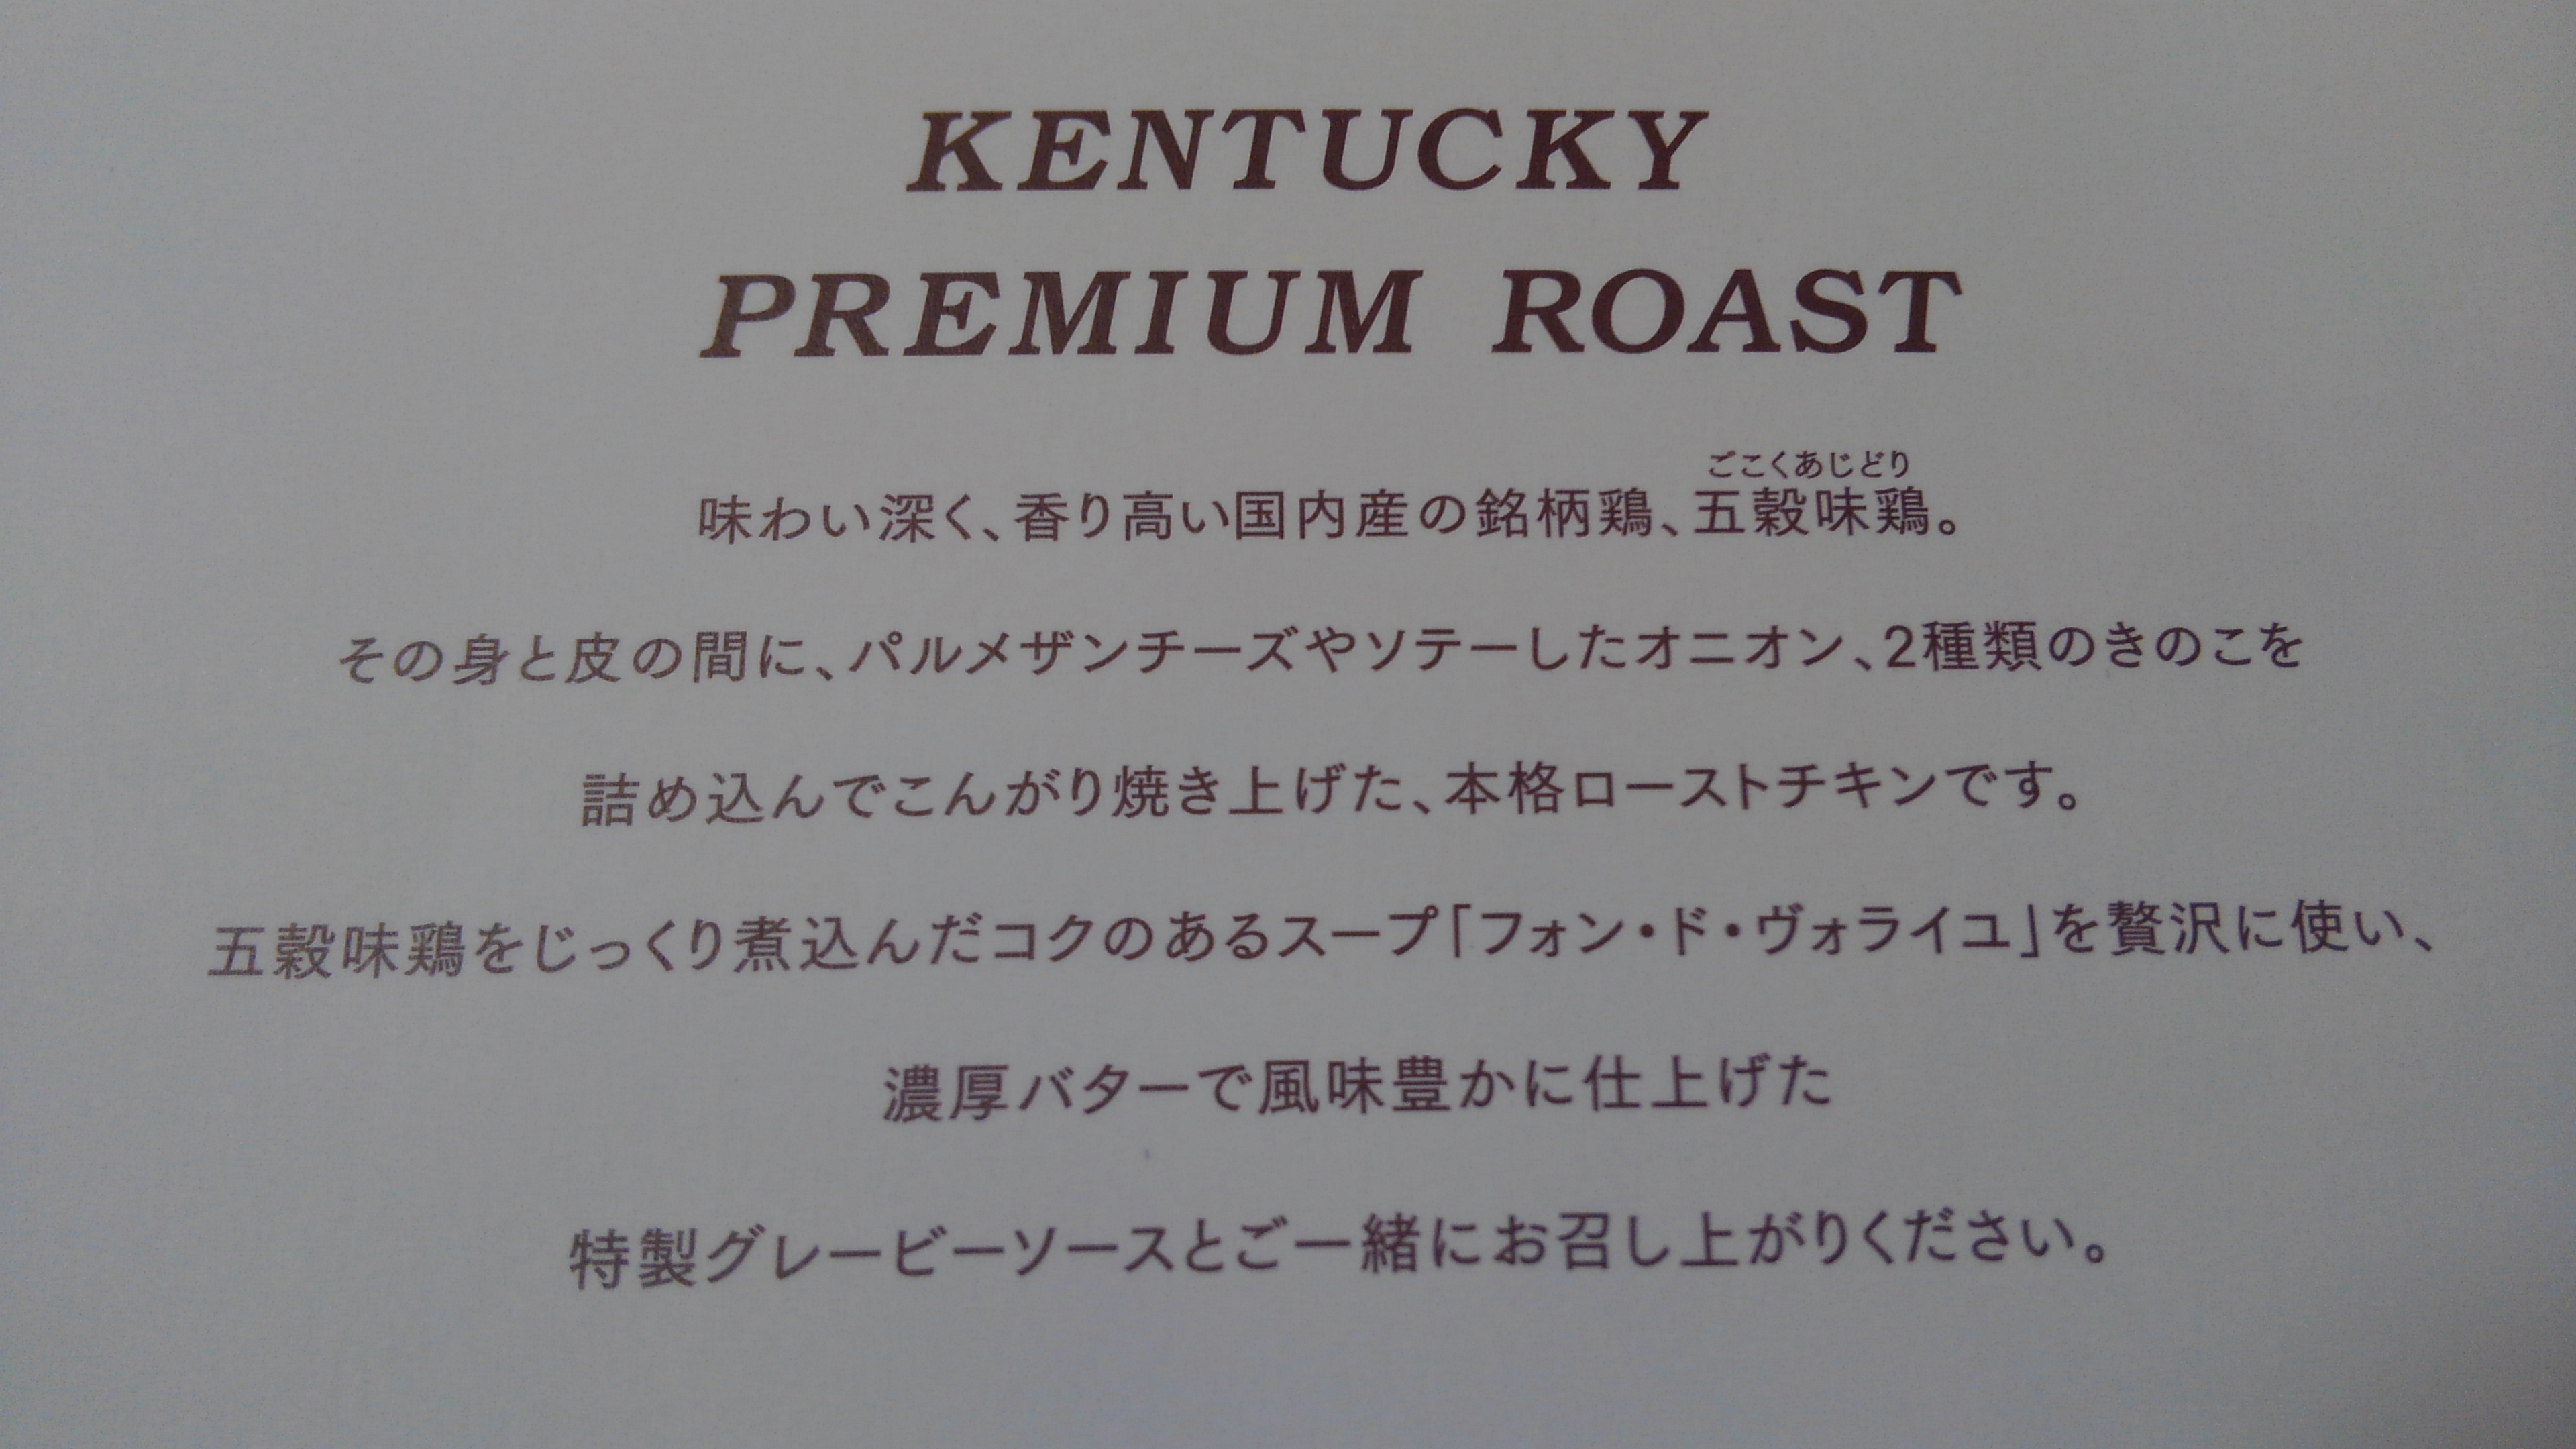 KENTUCKY
PREMIUM ROAST
ごこくあじどり
味わい深く、香り高い国内産の銘柄鶏、五穀味鶏。
その身と皮の間に、パルメザンチーズやソテーしたオニオン、2種類のきのこを
詰め込んでこんがり焼き上げた、本格ローストチキンです。
五穀味鶏をじっくり煮込んだコクのあるスープ「フォン・ド・ヴォライユ」を贅沢に使い、
濃厚バターで風味豊かに仕上げた
特製グレービーソースとご一緒にお召し上がりください。